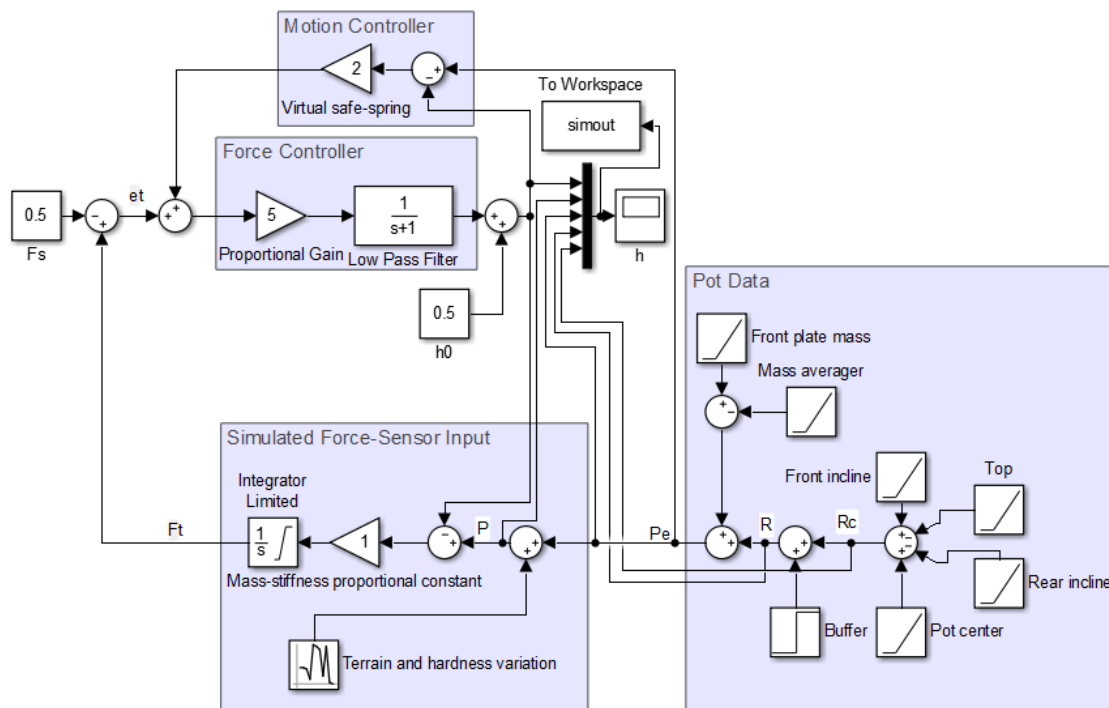 Motion Controller
2
Virtual safe-spring
To Workspace
simout
Force Controller
et
0.5
Fs
5
1
s+1
Proportional Gain
Low Pass Filter
h
0.5
h0
Pot Data
Front plate mass
Mass averager
Simulated Force-Sensor Input
Integrator
Limited
Front incline
Top
Ft
1
s
1
P
Pe
R
Rc
Mass-stiffness proportional constant
Rear incline
Buffer
Pot center
Terrain and hardness variation